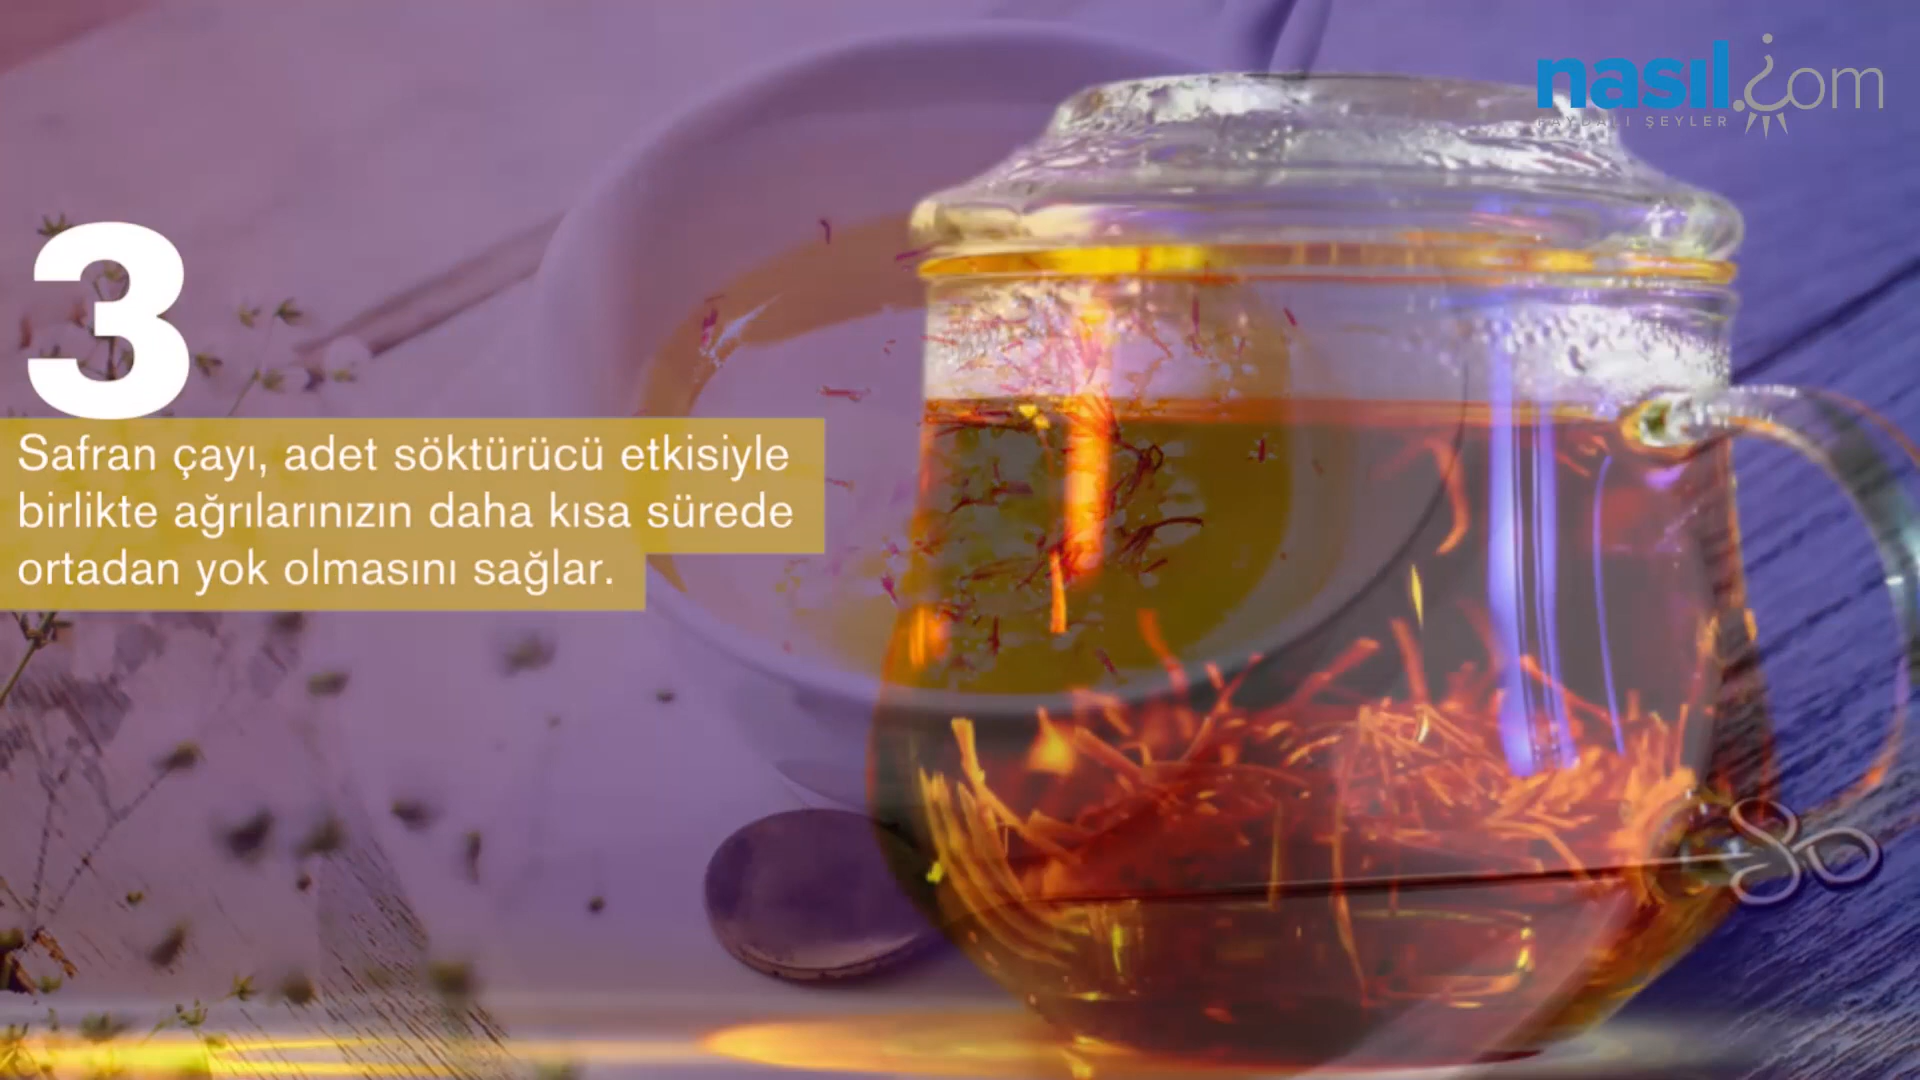 nasıl.com
FAYDALI ŞEYLER
3
Safran çayı, adet söktürücü etkisiyle
birlikte ağrılarınızın daha kısa sürede
ortadan yok olmasını sağlar.